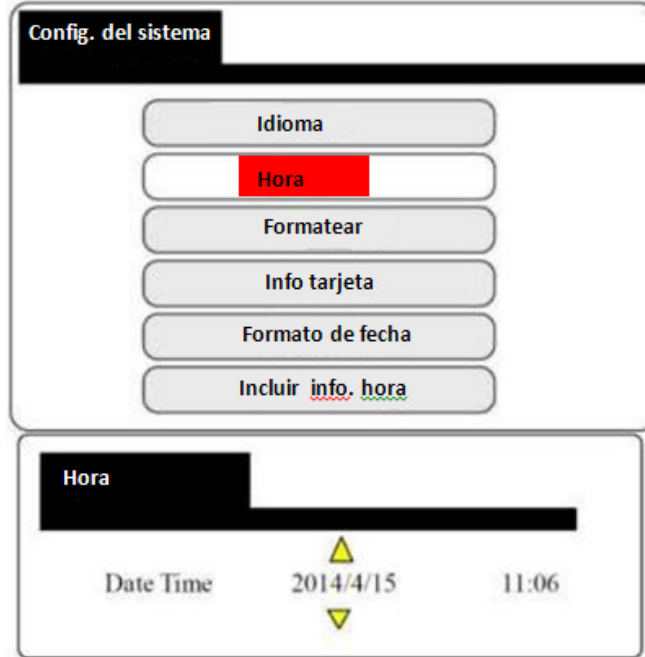 Config. del sistema
Idioma
Hora
Formatear
Info tarjeta
Formato de fecha
Incluir info. hora
Hora
Date Time 2014/4/15 11:06